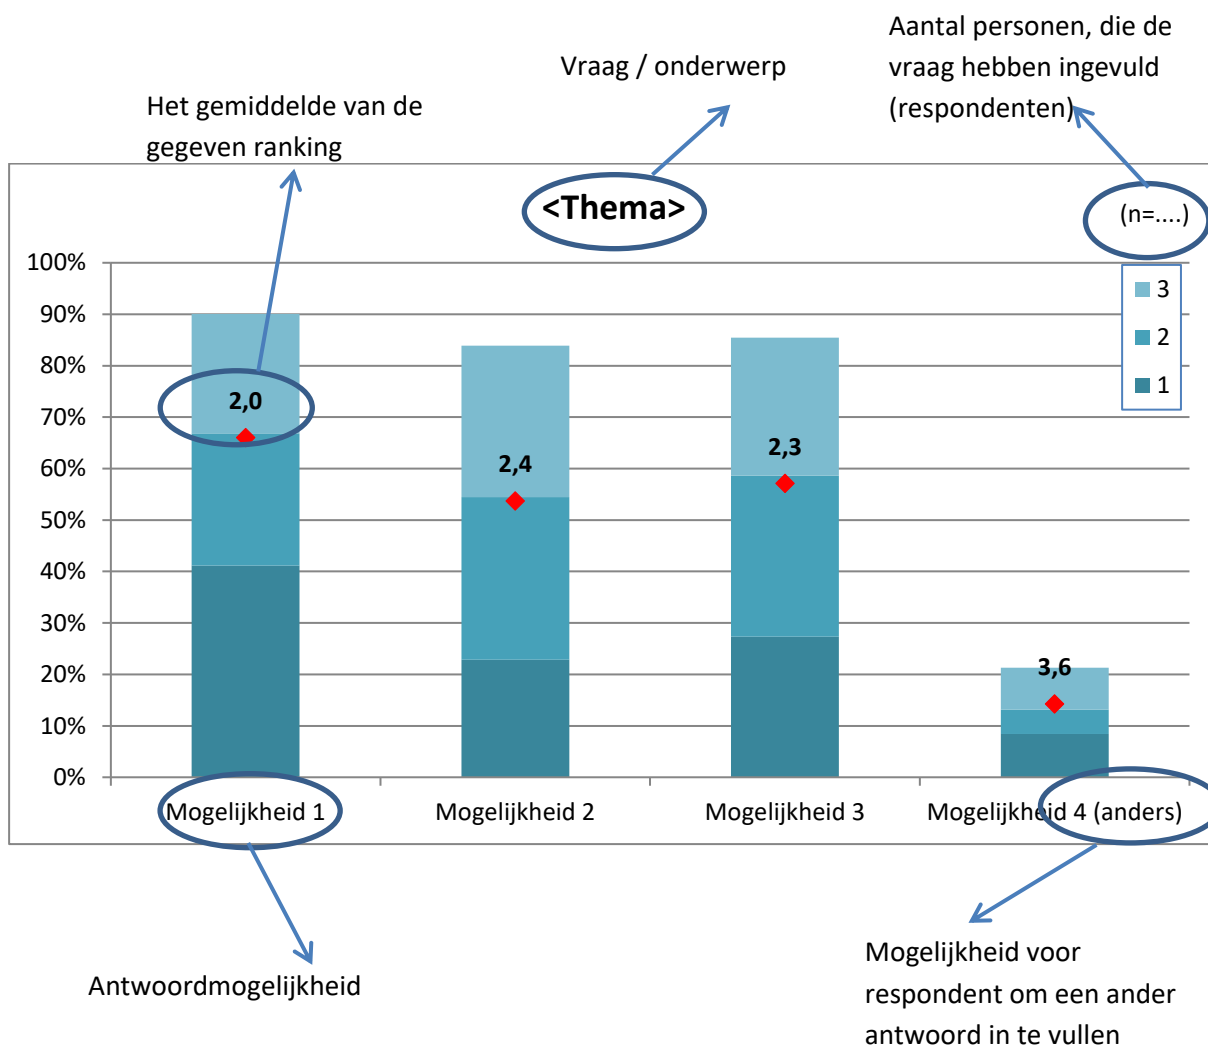 Aantal personen, die de
vraag hebben ingevuld
(respondenten)
Vraag / onderwerp
Het gemiddelde van de
gegeven ranking
<Thema>
(n=....)
100%
90%
80%
70%
60%
50%
40%
30%
20%
10%
0%
3
2
1
2,0
2,4
2,3
3,6
Mogelijkheid 1
Mogelijkheid 2
Mogelijkheid 3
Mogelijkheid 4 (anders)
Antwoordmogelijkheid
Mogelijkheid voor
respondent om een ander
antwoord in te vullen